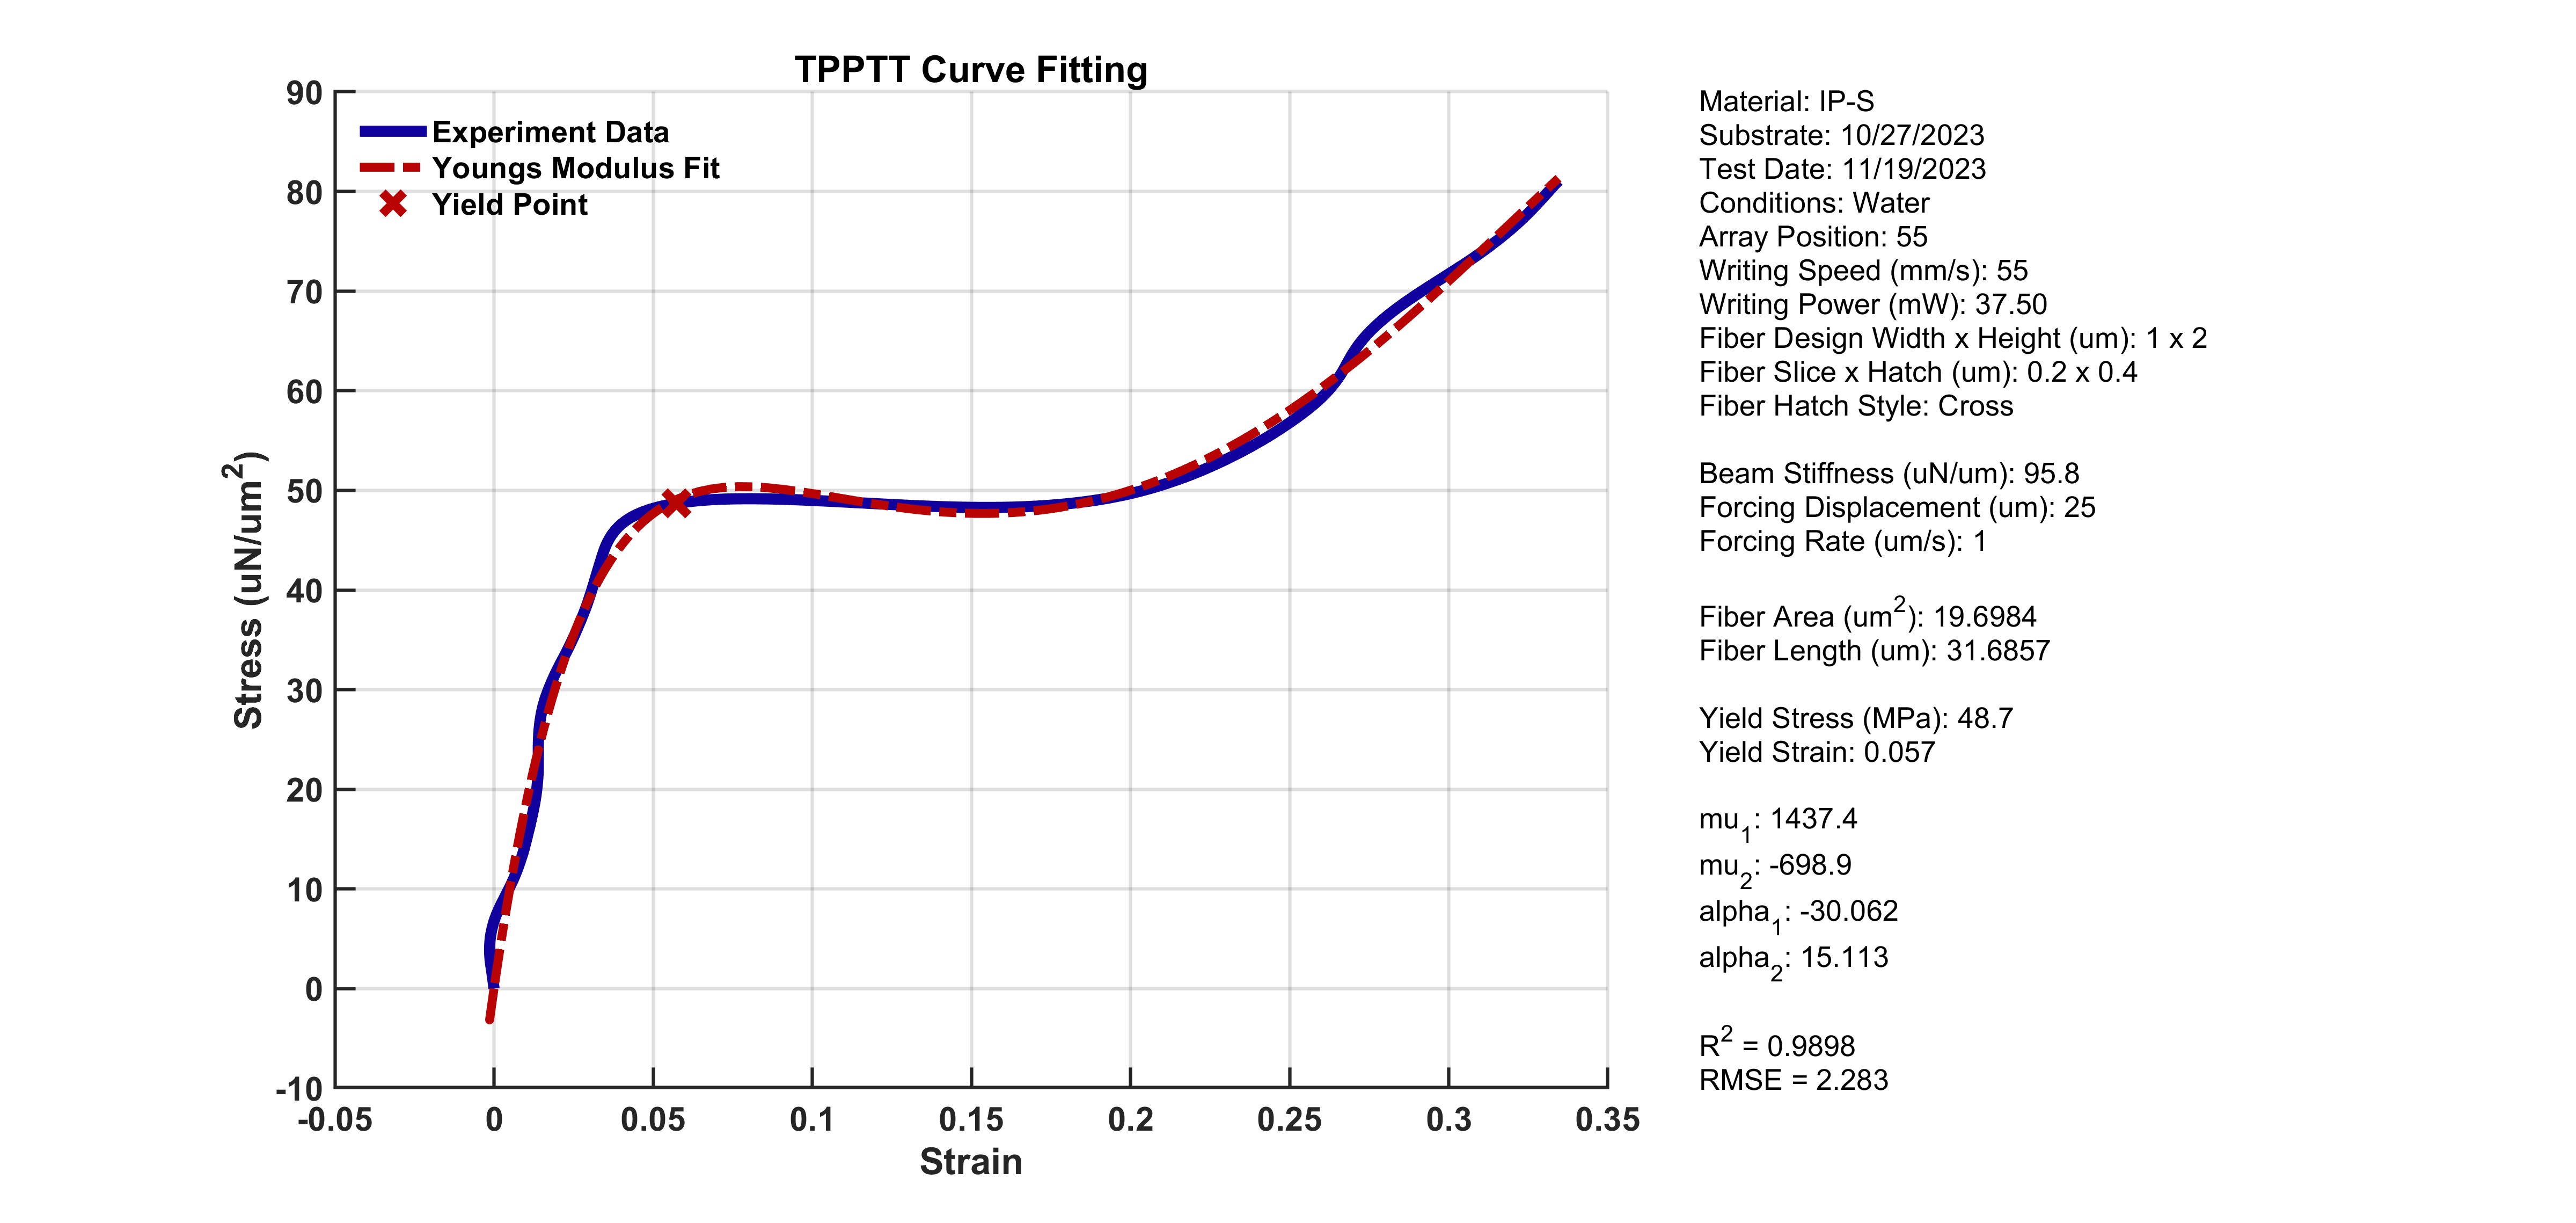 TPPTT Curve Fitting
Experiment Data
Youngs Modulus Fit
Yield Point
90
80
70
60
50
40
30
20
10
0
-10
Stress (uN/um²)
-0.05 0 0.05 0.1 0.15 0.2 0.25 0.3 0.35
Strain
Material: IP-S
Substrate: 10/27/2023
Test Date: 11/19/2023
Conditions: Water
Array Position: 55
Writing Speed (mm/s): 55
Writing Power (mW): 37.50
Fiber Design Width x Height (um): 1 x 2
Fiber Slice x Hatch (um): 0.2 x 0.4
Fiber Hatch Style: Cross
Beam Stiffness (uN/um): 95.8
Forcing Displacement (um): 25
Forcing Rate (um/s): 1
Fiber Area (um²): 19.6984
Fiber Length (um): 31.6857
Yield Stress (MPa): 48.7
Yield Strain: 0.057
mu₁: 1437.4
mu₂: -698.9
alpha₁: -30.062
alpha₂: 15.113
R² = 0.9898
RMSE = 2.283